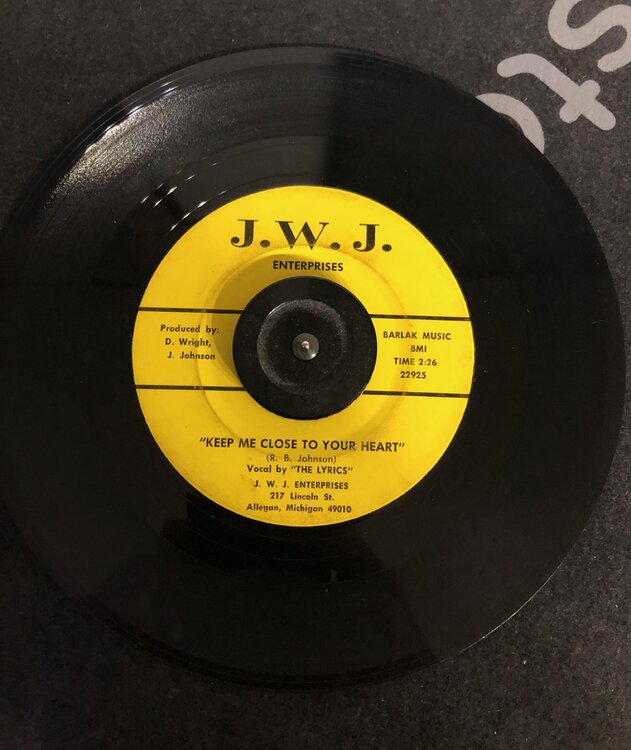 J.W.J.
ENTERPRISES
Produced by:
D. Wright,
J. Johnson
BARLAK MUSIC
BMI
TIME 2:26
22925
"KEEP ME CLOSE TO YOUR HEART"
(R. B. Johnson)
Vocal by "THE LYRICS"
J. W. J. ENTERPRISES
217 Lincoln St.
Allegan, Michigan 49010